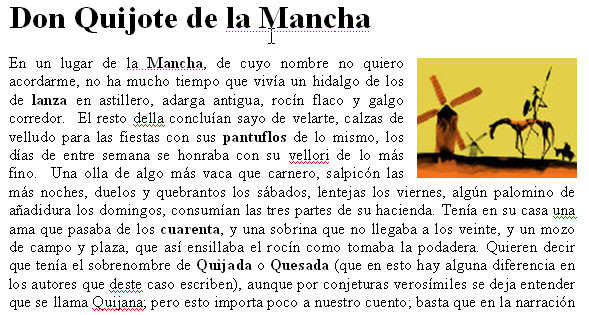 Don Quijote de la Mancha
En un lugar de la Mancha, de cuyo nombre no quiero
acordarme, no ha mucho tiempo que vivía un hidalgo de los
de lanza en astillero, adarga antigua, rocín flaco y galgo
corredor. El resto della concluían sayo de velarte, calzas de
velludo para las fiestas con sus pantuflos de lo mismo, los
días de entre semana se honraba con su vellori de lo más
fino. Una olla de algo más vaca que carnero, salpicón las
más noches, duelos y quebrantos los sábados, lentejas los viernes, algún palomino de
añadidura los domingos, consumían las tres partes de su hacienda. Tenía en su casa una
ama que pasaba de los cuarenta, y una sobrina que no llegaba a los veinte, y un mozo
de campo y plaza, que así ensillaba el rocín como tomaba la podadera. Quieren decir
que tenía el sobrenombre de Quijada o Quesada (que en esto hay alguna diferencia en
los autores que deste caso escriben), aunque por conjeturas verosímiles se deja entender
que se llama Quijana; pero esto importa poco a nuestro cuento; basta que en la narración